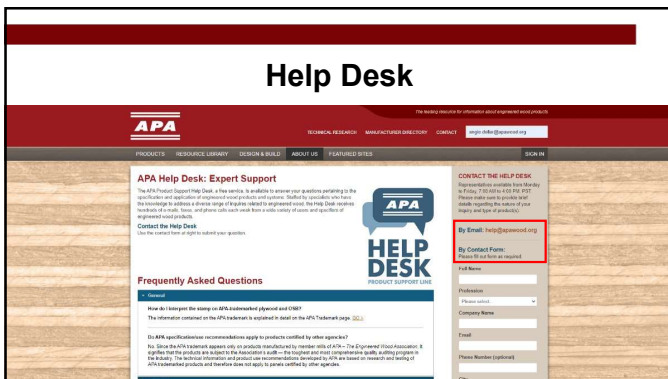 Help Desk
The leading resource for information about engineered wood products
APA
TECHNICAL RESEARCH MANUFACTURER DIRECTORY CONTACT
PRODUCTS RESOURCE LIBRARY DESIGN & BUILD ABOUT US FEATURED SITES SIGN IN
APA Help Desk: Expert Support
The APA Product Support Help Desk, a free service, is available to answer your questions pertaining to the
specification and application of engineered wood products and systems. Staffed by specialists who have
the knowledge to address a diverse range of inquiries related to engineered wood, the Help Desk receives
hundreds of e-mails, faxes, and phone calls each week from a wide variety of users and specifiers of
engineered wood products.
Contact the Help Desk
Use the contact form at right to submit your question.
APA
HELP
DESK
PRODUCT SUPPORT LINE
Frequently Asked Questions
General
How do I interpret the stamp on APA-trademarked plywood and OSB?
The information contained on the APA trademark is explained in detail on the APA Trademark page. GO »
Do APA specification/use recommendations apply to products certified by other agencies?
No. Since the APA trademark appears only on products manufactured by member mills of APA – The Engineered Wood Association. It
signifies that the products are subject to the Association's audit — the toughest and most comprehensive quality auditing program in
the industry. The technical information and product use recommendations developed by APA are based on research and testing of
APA trademarked products and therefore does not apply to panels certified by other agencies.
CONTACT THE HELP DESK
Representatives available from Monday
to Friday, 7:00 AM to 4:00 PM, PST.
Please make sure to provide brief
details regarding the nature of your
inquiry and type of product(s).
By Email: help@apawood.org
By Contact Form:
Please fill out form as required.
Full Name
Profession
Please select...
Company Name
Email
Phone Number (optional)